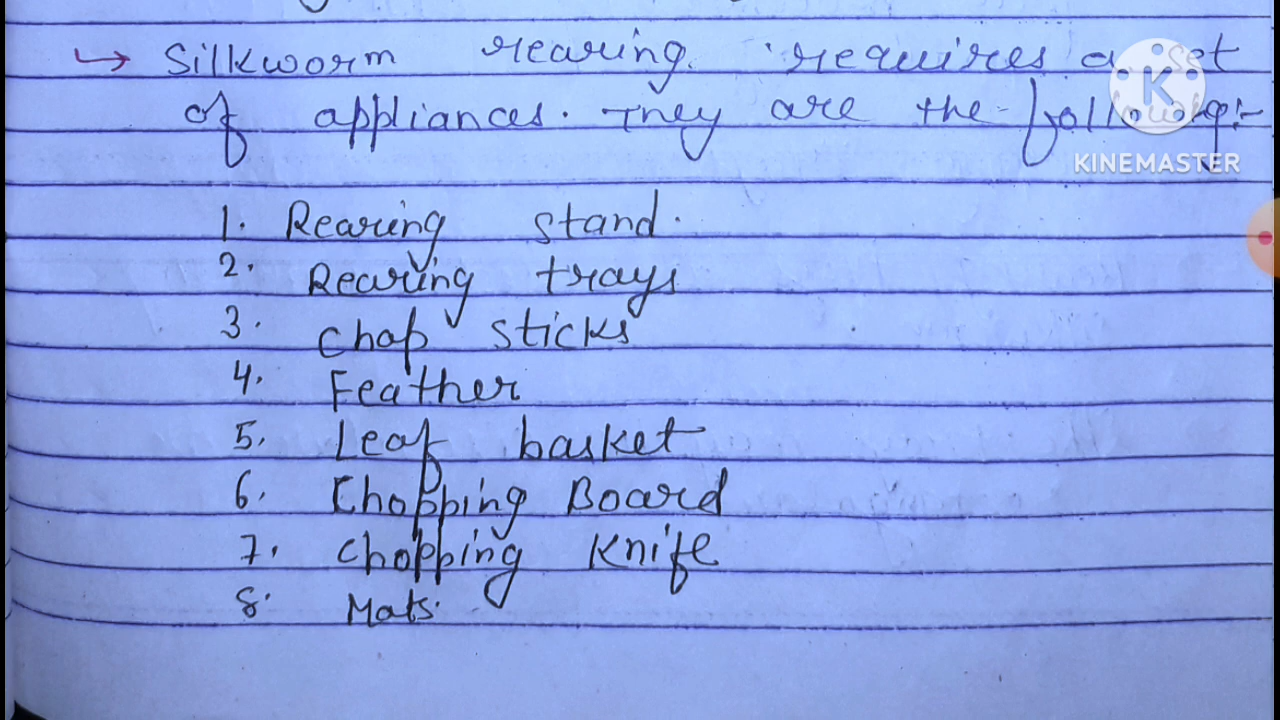 ↳ Silkworm rearing. requires a set
of appliances. They are the following:-
KINEMASTER
1. Rearing stand.
2. Rearing trays
3. Chop sticks
4. Feather
5. Leaf basket
6. Chopping Board
7. Chopping Knife
8. Mats.